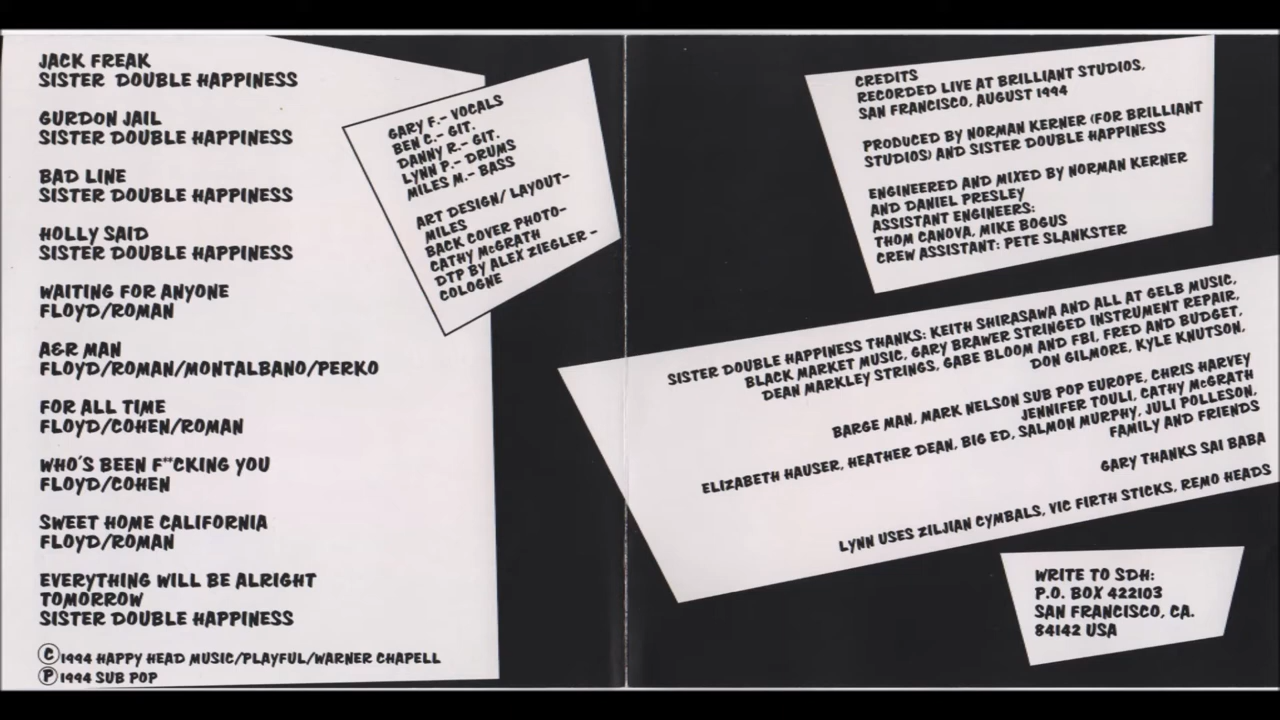 JACK FREAK
SISTER DOUBLE HAPPINESS
GURDON JAIL
SISTER DOUBLE HAPPINESS
BAD LINE
SISTER DOUBLE HAPPINESS
HOLLY SAID
SISTER DOUBLE HAPPINESS
WAITING FOR ANYONE
FLOYD/ROMAN
A&R MAN
FLOYD/ROMAN/MONTALBANO/PERKO
FOR ALL TIME
FLOYD/COHEN/ROMAN
WHO'S BEEN F**CKING YOU
FLOYD/COHEN
SWEET HOME CALIFORNIA
FLOYD/ROMAN
EVERYTHING WILL BE ALRIGHT
TOMORROW
SISTER DOUBLE HAPPINESS
©1994 HAPPY HEAD MUSIC/PLAYFUL/WARNER CHAPELL
℗1994 SUB POP
GARY F.- VOCALS
BEN C.- GIT.
DANNY R.- GIT.
LYNN P.- DRUMS
MILES M.- BASS
ART DESIGN/ LAYOUT-
MILES
BACK COVER PHOTO-
CATHY McGRATH
DTP BY ALEX ZIEGLER -
COLOGNE
CREDITS
RECORDED LIVE AT BRILLIANT STUDIOS,
SAN FRANCISCO, AUGUST 1994
PRODUCED BY NORMAN KERNER (FOR BRILLIANT
STUDIOS) AND SISTER DOUBLE HAPPINESS
ENGINEERED AND MIXED BY NORMAN KERNER
AND DANIEL PRESLEY
ASSISTANT ENGINEERS:
THOM CANOVA, MIKE BOGUS
CREW ASSISTANT: PETE SLANKSTER
SISTER DOUBLE HAPPINESS THANKS: KEITH SHIRASAWA AND ALL AT GELB MUSIC,
BLACK MARKET MUSIC, GARY BRAWER STRINGED INSTRUMENT REPAIR,
DEAN MARKLEY STRINGS, GABE BLOOM AND FBI, FRED AND BUDGET,
DON GILMORE, KYLE KNUTSON,
BARGE MAN, MARK NELSON SUB POP EUROPE, CHRIS HARVEY
JENNIFER TOULI, CATHY McGRATH
ELIZABETH HAUSER, HEATHER DEAN, BIG ED, SALMON MURPHY, JULI POLLESON,
FAMILY AND FRIENDS
GARY THANKS SAI BABA
LYNN USES ZILJIAN CYMBALS, VIC FIRTH STICKS, REMO HEADS
WRITE TO SDH:
P.O. BOX 422103
SAN FRANCISCO, CA.
84142 USA